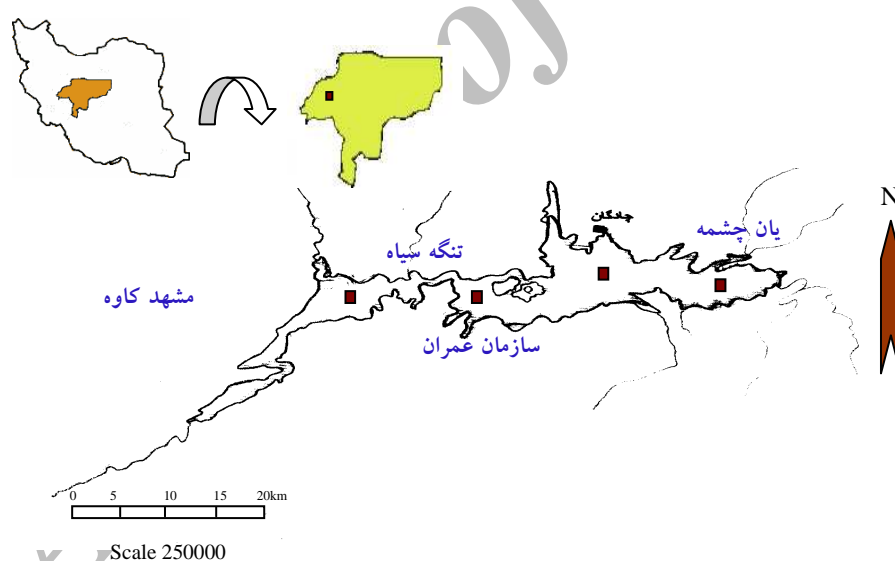 N
چادگان
یان چشمه
تنگه سیاه
مشهد کاوه
سازمان عمران
0 5 10 15 20km
Scale 250000